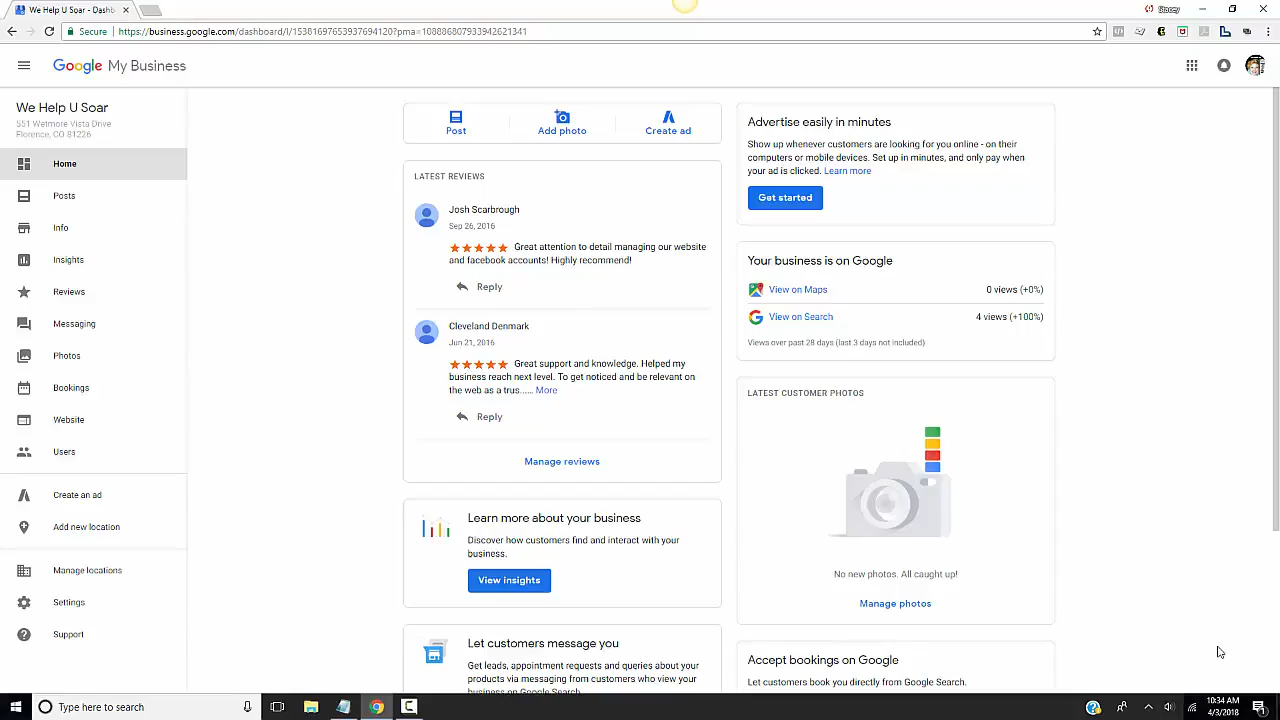 We Help U Soar - Dashb
Stacey
Secure https://business.google.com/dashboard/l/15381697653937694120?pma=10888680793394262134​1
Google My Business
We Help U Soar
551 Wetmore Vista Drive
Florence, CO 81226
Home
Posts
Info
Insights
Reviews
Messaging
Photos
Bookings
Website
Users
Create an ad
Add new location
Manage locations
Settings
Support
Post
Add photo
Create ad
LATEST REVIEWS
Josh Scarbrough
Sep 26, 2016
Great attention to detail managing our website
and facebook accounts! Highly recommend!
Reply
Cleveland Denmark
Jun 21, 2016
Great support and knowledge. Helped my
business reach next level. To get noticed and be relevant on
the web as a trus...... More
Reply
Manage reviews
Learn more about your business
Discover how customers find and interact with your
business.
View insights
Let customers message you
Get leads, appointment requests and queries about your
products via messaging from customers who view your
business on Google Search.
Advertise easily in minutes
Show up whenever customers are looking for you online - on their
computers or mobile devices. Set up in minutes, and only pay when
your ad is clicked. Learn more
Get started
Your business is on Google
View on Maps 0 views (+0%)
View on Search 4 views (+100%)
Views over past 28 days (last 3 days not included)
LATEST CUSTOMER PHOTOS
No new photos. All caught up!
Manage photos
Accept bookings on Google
Let customers book you directly from Google Search.
Type here to search
10:34 AM
4/3/2018